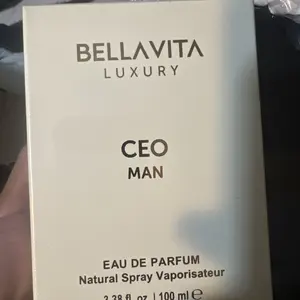 BELLAVITA
LUXURY
CEO
MAN
EAU DE PARFUM
Natural Spray Vaporisateur
3.38 fl. oz. | 100 ml e